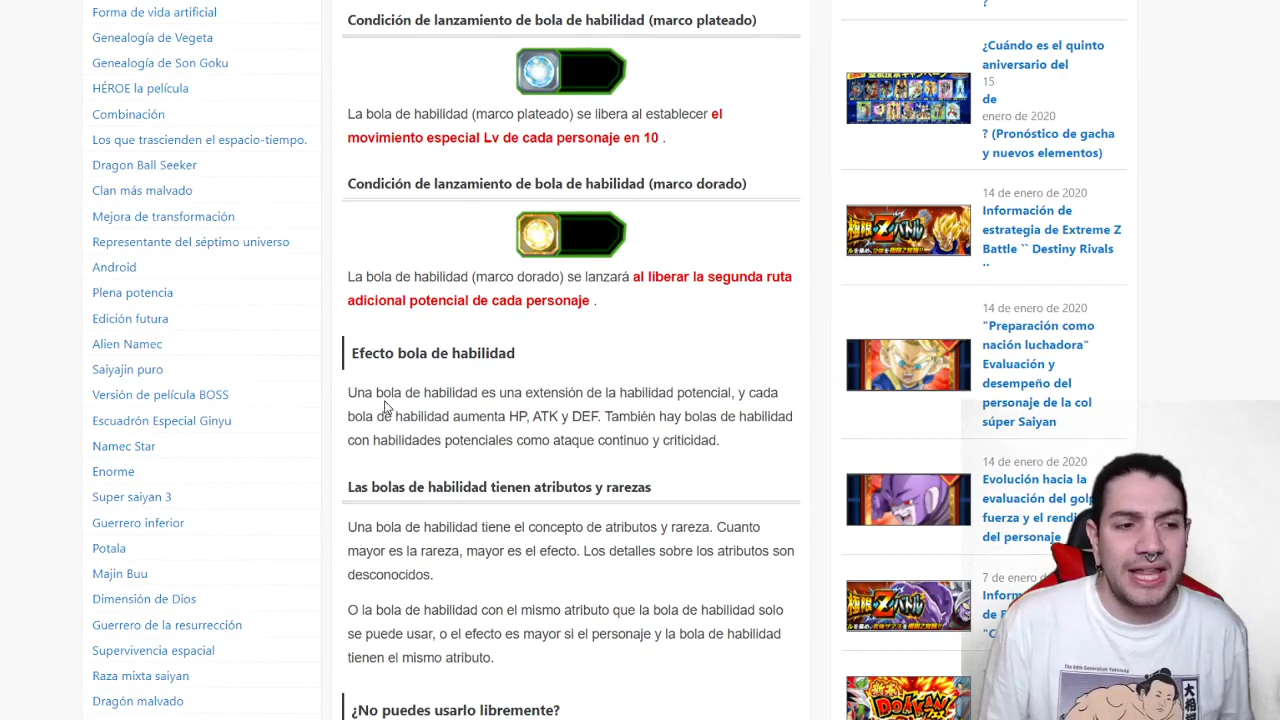 Forma de vida artificial
Genealogía de Vegeta
Genealogía de Son Goku
HÉROE la película
Combinación
Los que trascienden el espacio-tiempo.
Dragon Ball Seeker
Clan más malvado
Mejora de transformación
Representante del séptimo universo
Android
Plena potencia
Edición futura
Alien Namec
Saiyajin puro
Versión de película BOSS
Escuadrón Especial Ginyu
Namec Star
Enorme
Super saiyan 3
Guerrero inferior
Potala
Majin Buu
Dimensión de Dios
Guerrero de la resurrección
Supervivencia espacial
Raza mixta saiyan
Dragón malvado
Condición de lanzamiento de bola de habilidad (marco plateado)
La bola de habilidad (marco plateado) se libera al establecer el
movimiento especial Lv de cada personaje en 10 .
Condición de lanzamiento de bola de habilidad (marco dorado)
La bola de habilidad (marco dorado) se lanzará al liberar la segunda ruta
adicional potencial de cada personaje .
Efecto bola de habilidad
Una bola de habilidad es una extensión de la habilidad potencial, y cada
bola de habilidad aumenta HP, ATK y DEF. También hay bolas de habilidad
con habilidades potenciales como ataque continuo y criticidad.
Las bolas de habilidad tienen atributos y rarezas
Una bola de habilidad tiene el concepto de atributos y rareza. Cuanto
mayor es la rareza, mayor es el efecto. Los detalles sobre los atributos son
desconocidos.
O la bola de habilidad con el mismo atributo que la bola de habilidad solo
se puede usar, o el efecto es mayor si el personaje y la bola de habilidad
tienen el mismo atributo.
¿No puedes usarlo libremente?
?
¿Cuándo es el quinto
aniversario del
15
de
enero de 2020
? (Pronóstico de gacha
y nuevos elementos)
14 de enero de 2020
Información de
estrategia de Extreme Z
Battle `` Destiny Rivals
''
14 de enero de 2020
"Preparación como
nación luchadora"
Evaluación y
desempeño del
personaje de la col
súper Saiyan
14 de enero de 2020
Evolución hacia la
evaluación del gol
fuerza y el rendi
del personaje
7 de enero d
Inform
de E
"C